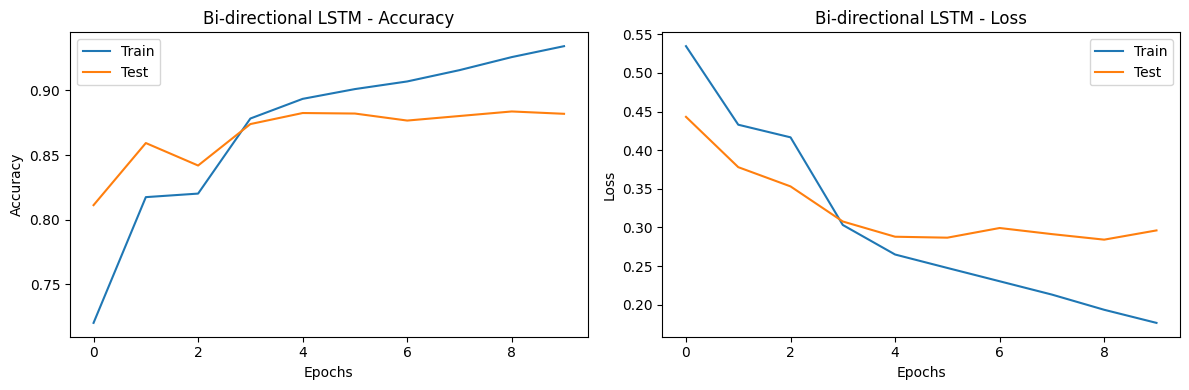 Bi-directional LSTM - Accuracy
Train
Test
0.90
0.85
0.80
0.75
Accuracy
0 2 4 6 8
Epochs
Bi-directional LSTM - Loss
Train
Test
0.55
0.50
0.45
0.40
0.35
0.30
0.25
0.20
Loss
0 2 4 6 8
Epochs